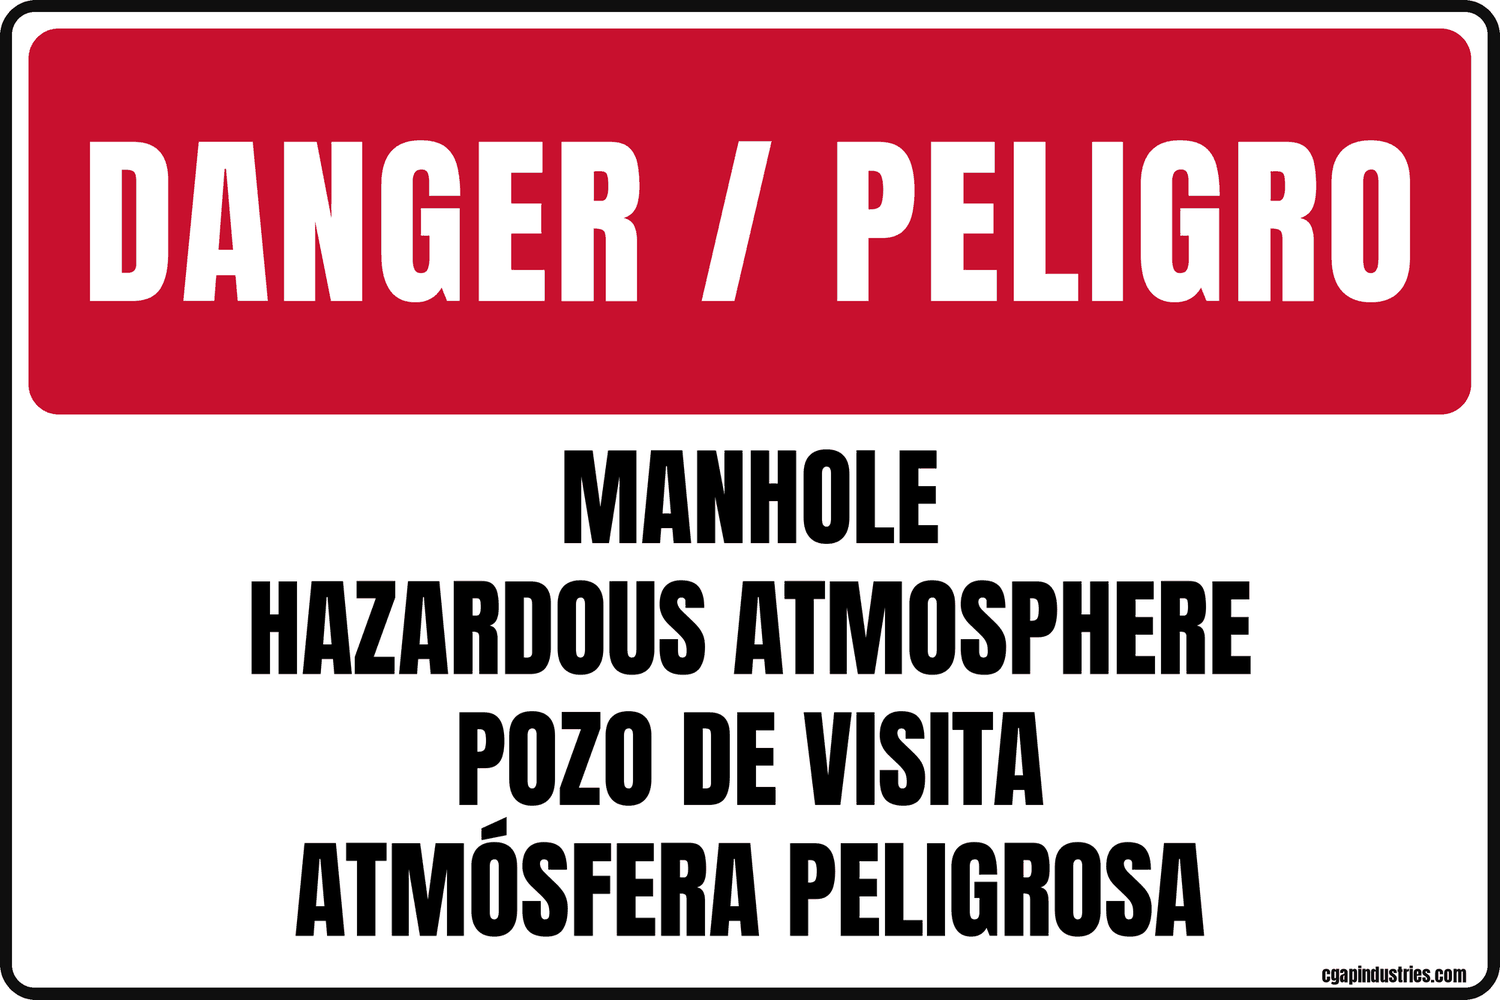 DANGER / PELIGRO
MANHOLE
HAZARDOUS ATMOSPHERE
POZO DE VISITA
ATMÓSFERA PELIGROSA
cgapindustries.com